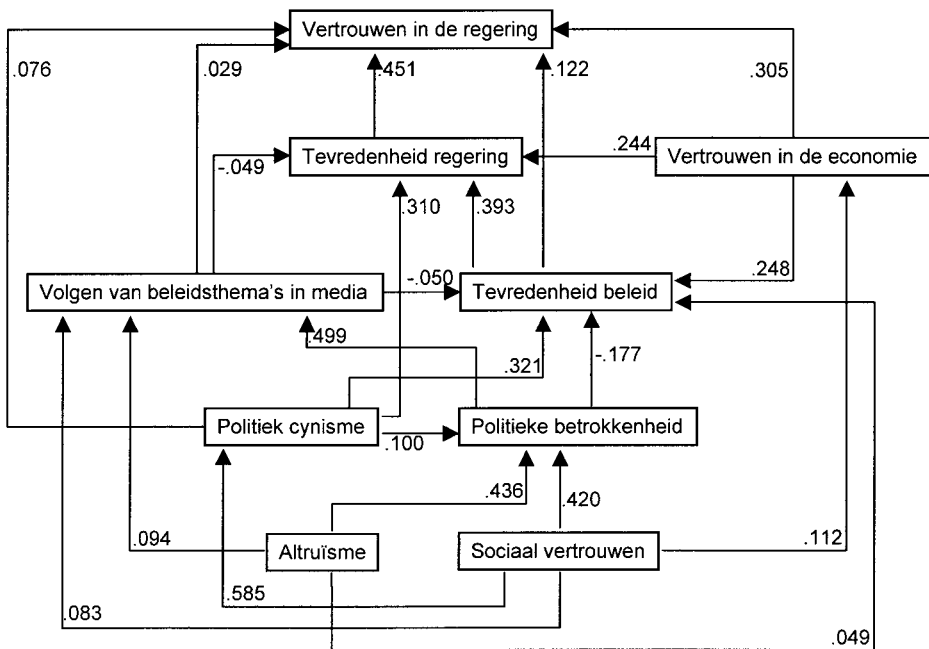 Vertrouwen in de regering
.076
.029
.451
.122
.305
Tevredenheid regering
.244
Vertrouwen in de economie
-.049
.310
.393
Volgen van beleidsthema's in media
-.050
Tevredenheid beleid
.248
.499
.321
-.177
Politiek cynisme
.100
Politieke betrokkenheid
.436
.420
.094
Altruïsme
Sociaal vertrouwen
.112
.585
.083
.049